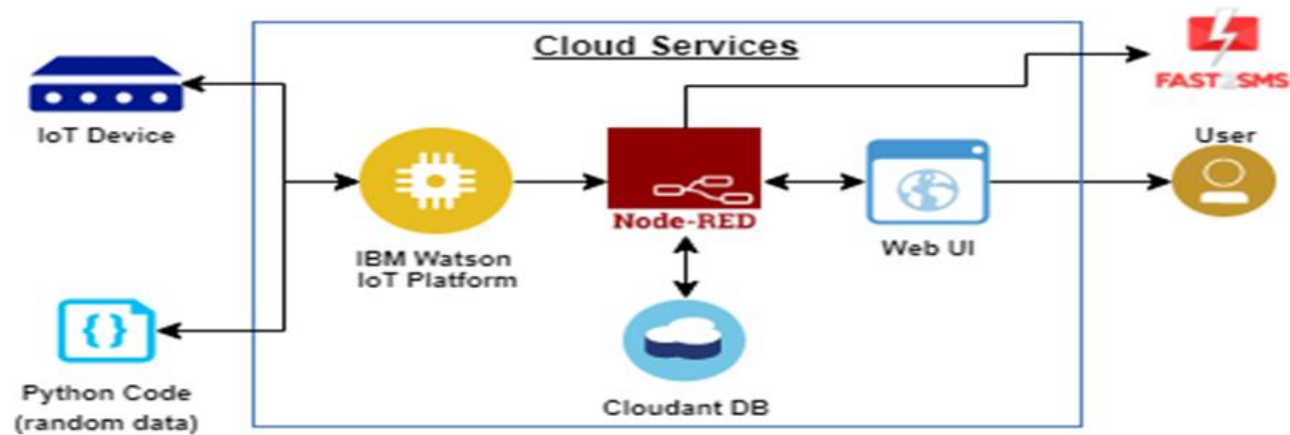 Cloud Services
FAST2SMS
IoT Device
User
IBM Watson
IoT Platform
Node-RED
Web UI
Python Code
(random data)
Cloudant DB